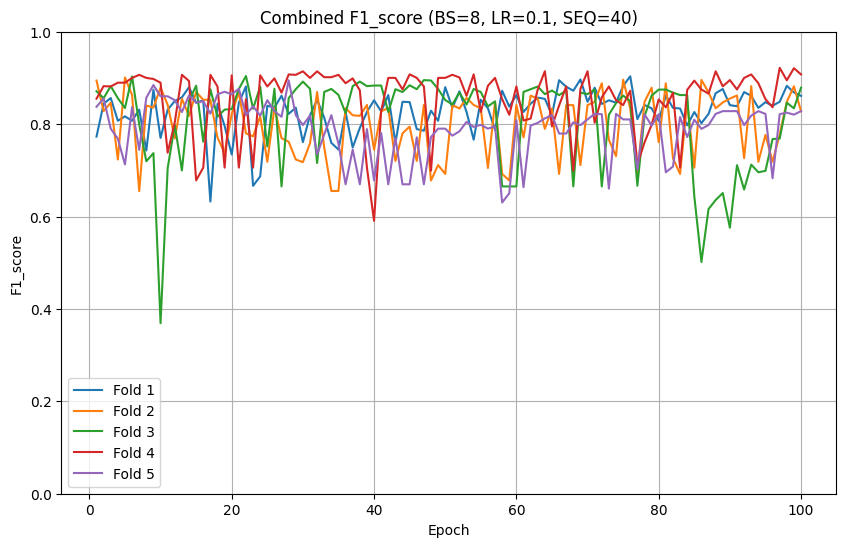 Combined F1_score (BS=8, LR=0.1, SEQ=40)
1.0
0.8
0.6
0.4
0.2
0.0
F1_score
Fold 1
Fold 2
Fold 3
Fold 4
Fold 5
0 20 40 60 80 100
Epoch